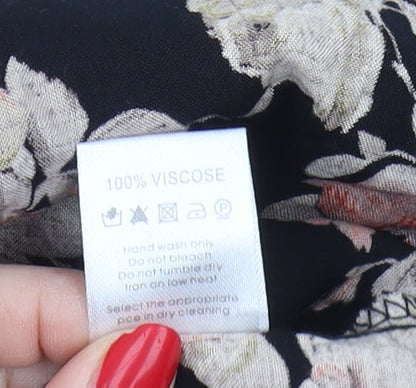 100% VISCOSE
Hand wash only
Do not bleach
Do not tumble dry
Iron on low heat
Select the appropriate
pce in dry cleaning